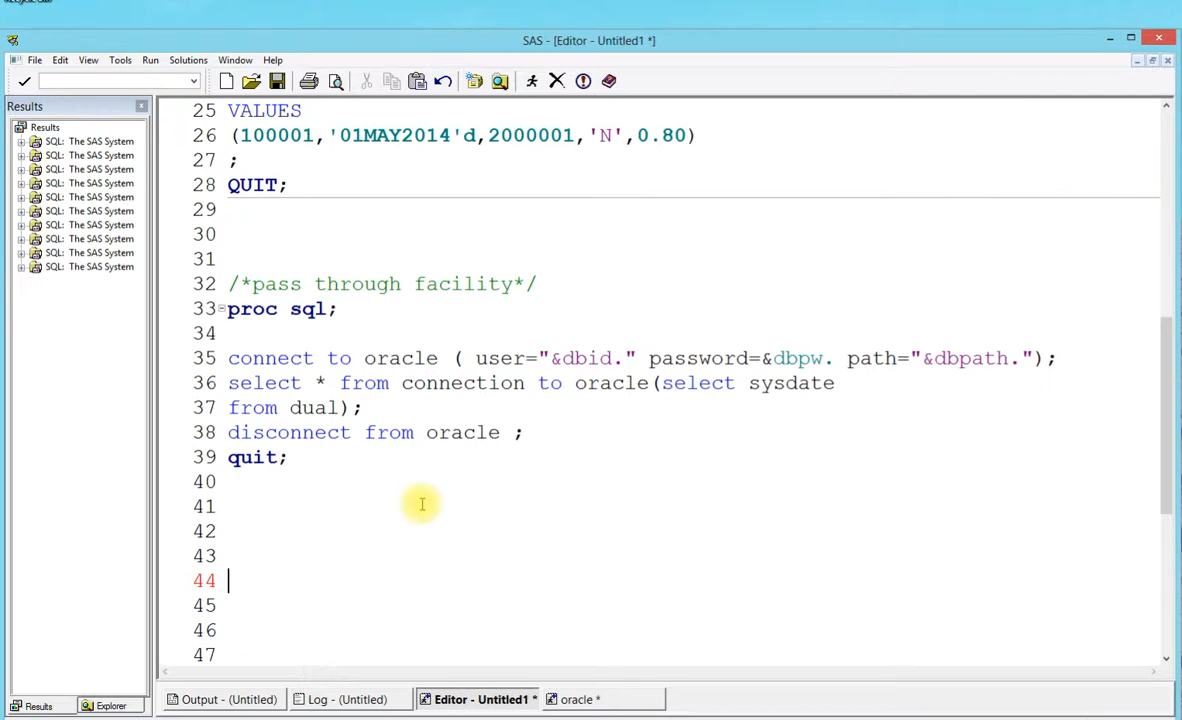 SAS - [Editor - Untitled1 *]
File Edit View Tools Run Solutions Window Help
Results
Results
SQL: The SAS System
SQL: The SAS System
SQL: The SAS System
SQL: The SAS System
SQL: The SAS System
SQL: The SAS System
SQL: The SAS System
SQL: The SAS System
SQL: The SAS System
SQL: The SAS System
25 VALUES
26 (100001,'01MAY2014'd,2000001,'N',0.80)
27 ;
28 QUIT;
29
30
31
32 /*pass through facility*/
33 proc sql;
34
35 connect to oracle ( user="&dbid." password=&dbpw. path="&dbpath.");
36 select * from connection to oracle(select sysdate
37 from dual);
38 disconnect from oracle ;
39 quit;
40
41
42
43
44
45
46
47
Results Explorer
Output - (Untitled) Log - (Untitled) Editor - Untitled1 * oracle *